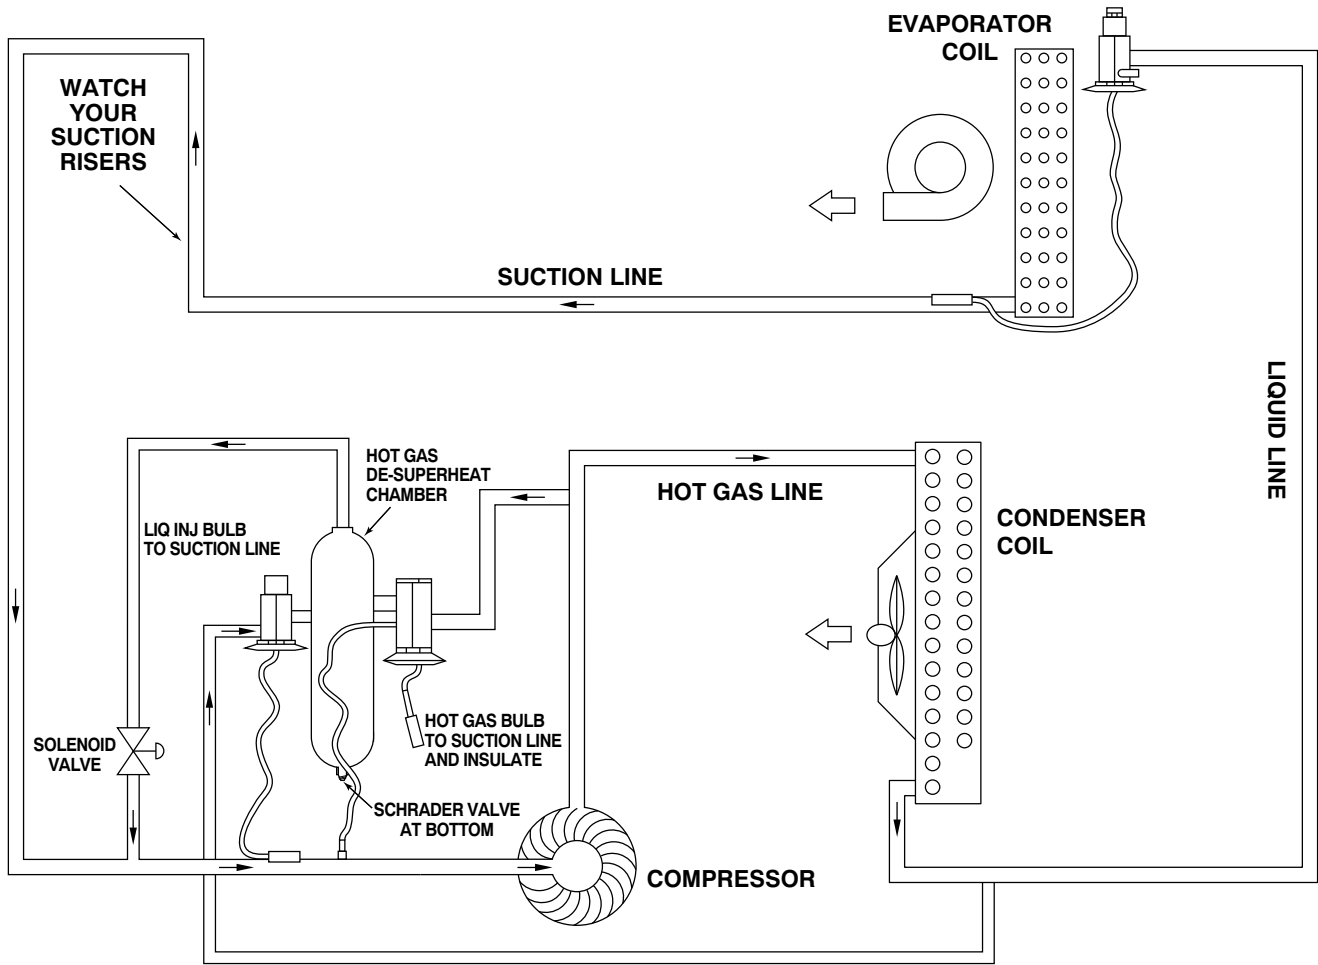 EVAPORATOR
COIL
WATCH
YOUR
SUCTION
RISERS
SUCTION LINE
LIQUID LINE
HOT GAS
DE-SUPERHEAT
CHAMBER
HOT GAS LINE
LIQ INJ BULB
TO SUCTION LINE
CONDENSER
COIL
HOT GAS BULB
TO SUCTION LINE
AND INSULATE
SOLENOID
VALVE
SCHRADER VALVE
AT BOTTOM
COMPRESSOR